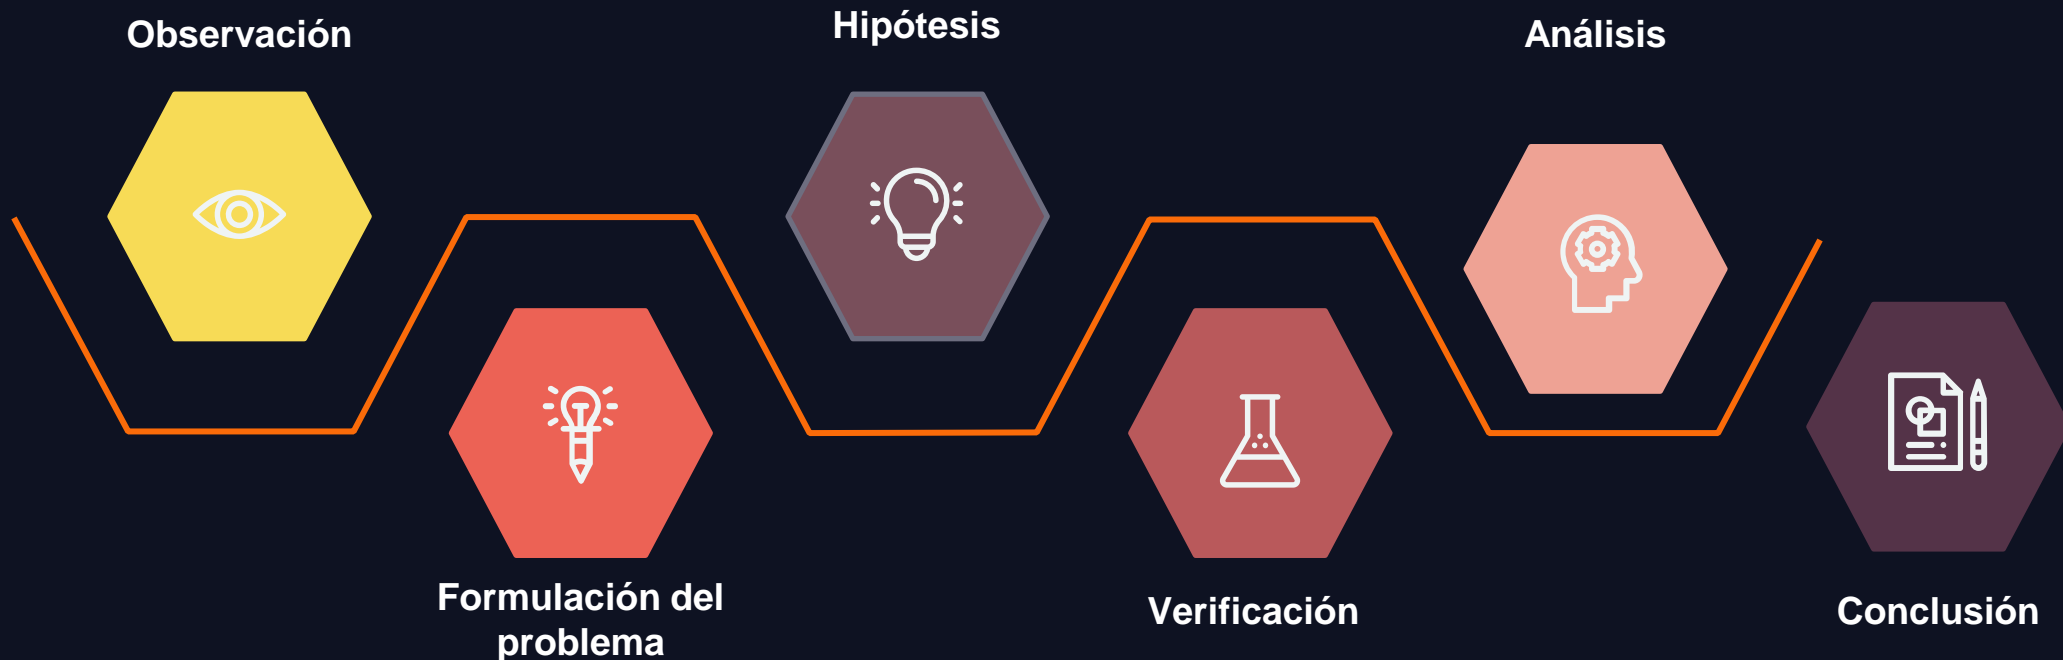 Observación
Formulación del
problema
Hipótesis
Verificación
Análisis
Conclusión